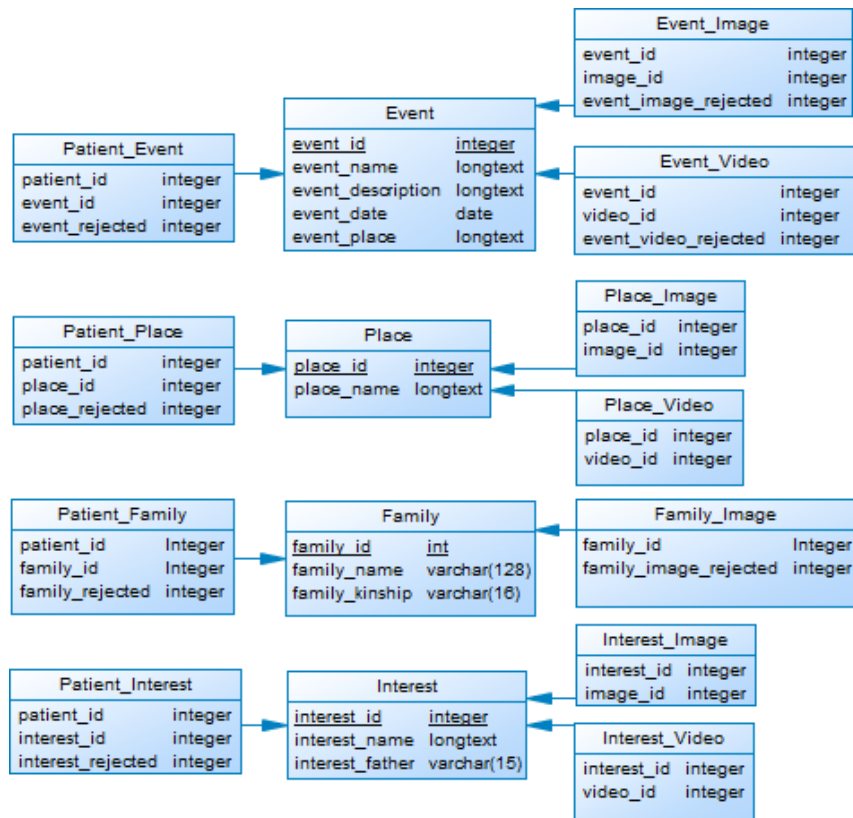 Event_Image
event_id integer
image_id integer
event_image_rejected integer
Event
event_id integer
event_name longtext
event_description longtext
event_date date
event_place longtext
Patient_Event
patient_id integer
event_id integer
event_rejected integer
Event_Video
event_id integer
video_id integer
event_video_rejected integer
Patient_Place
patient_id integer
place_id integer
place_rejected integer
Place
place_id integer
place_name longtext
Place_Image
place_id integer
image_id integer
Place_Video
place_id integer
video_id integer
Patient_Family
patient_id Integer
family_id Integer
family_rejected Integer
Family
family_id int
family_name varchar(128)
family_kinship varchar(16)
Family_Image
family_id Integer
family_image_rejected integer
Patient_Interest
patient_id integer
interest_id integer
interest_rejected integer
Interest
interest_id integer
interest_name longtext
interest_father varchar(15)
Interest_Image
interest_id integer
image_id integer
Interest_Video
interest_id integer
video_id integer